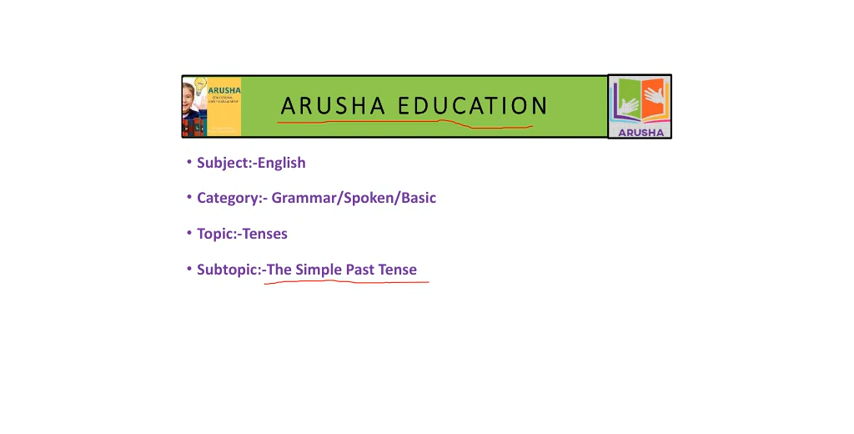 ARUSHA
ARUSHA EDUCATION
ARUSHA
• Subject:-English
• Category:- Grammar/Spoken/Basic
• Topic:-Tenses
• Subtopic:-The Simple Past Tense